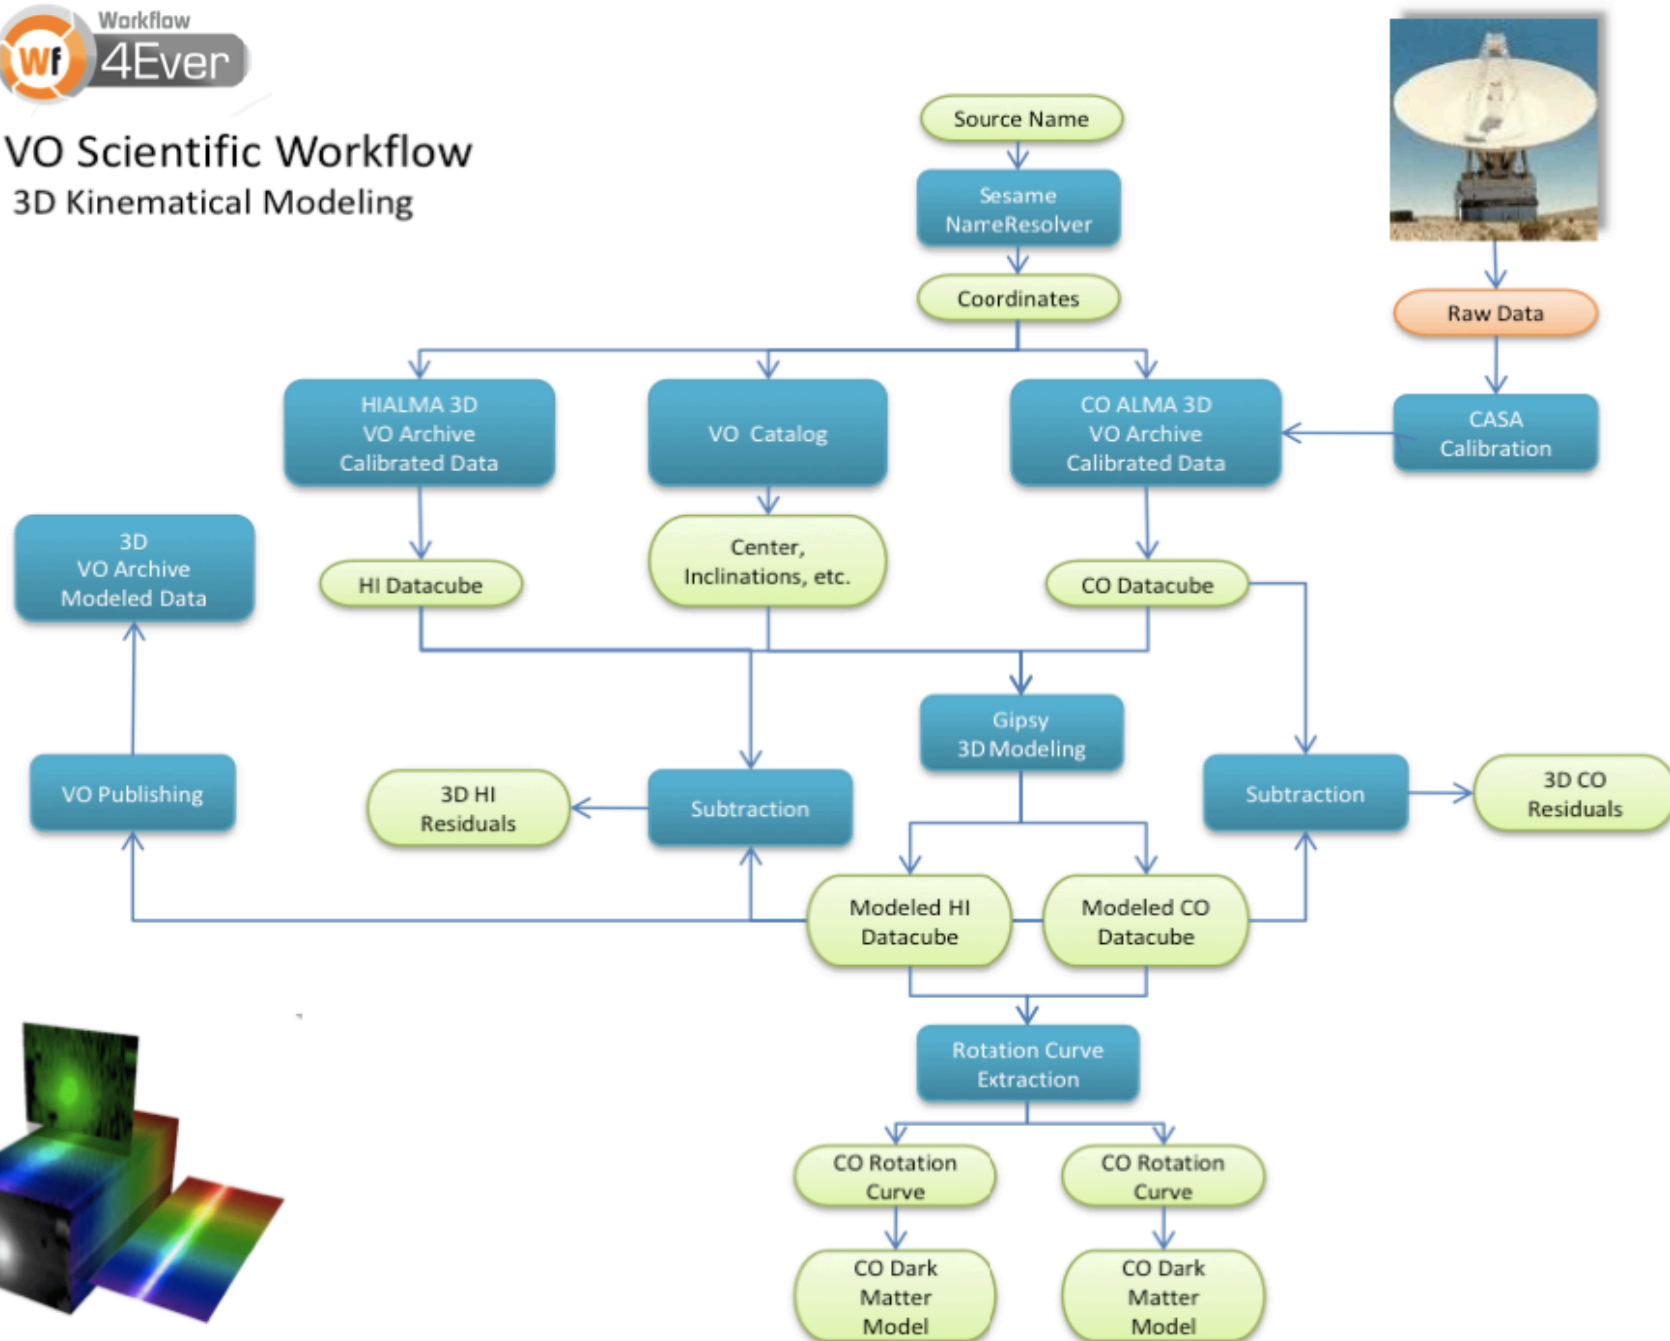 Workflow
Wf
4Ever
VO Scientific Workflow
3D Kinematical Modeling
Source Name
Sesame
NameResolver
Coordinates
Raw Data
HIALMA 3D
VO Archive
Calibrated Data
VO Catalog
CO ALMA 3D
VO Archive
Calibrated Data
CASA
Calibration
3D
VO Archive
Modeled Data
HI Datacube
Center,
Inclinations, etc.
CO Datacube
Gipsy
3D Modeling
VO Publishing
3D HI
Residuals
Subtraction
Subtraction
3D CO
Residuals
Modeled HI
Datacube
Modeled CO
Datacube
Rotation Curve
Extraction
CO Rotation
Curve
CO Rotation
Curve
CO Dark
Matter
Model
CO Dark
Matter
Model